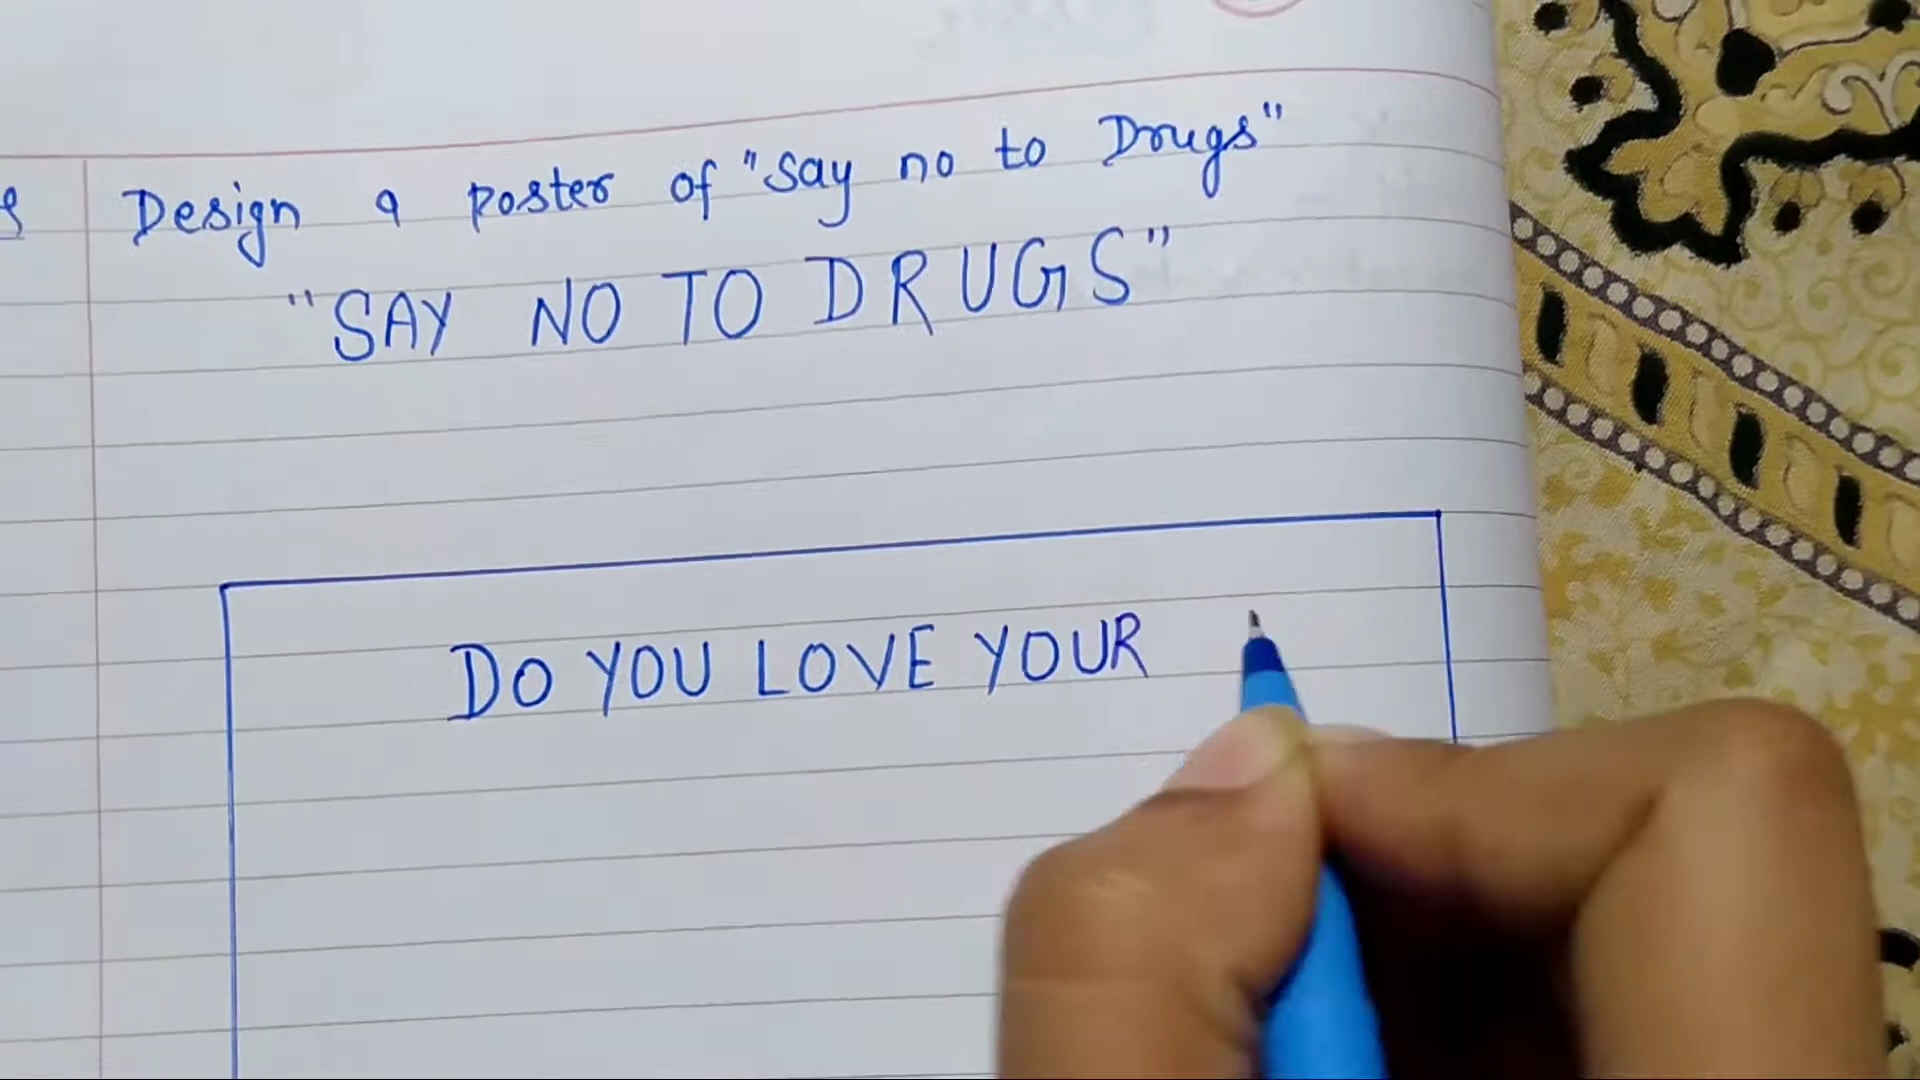 Design a poster of "Say no to Drugs"
"SAY NO TO DRUGS"
DO YOU LOVE YOUR